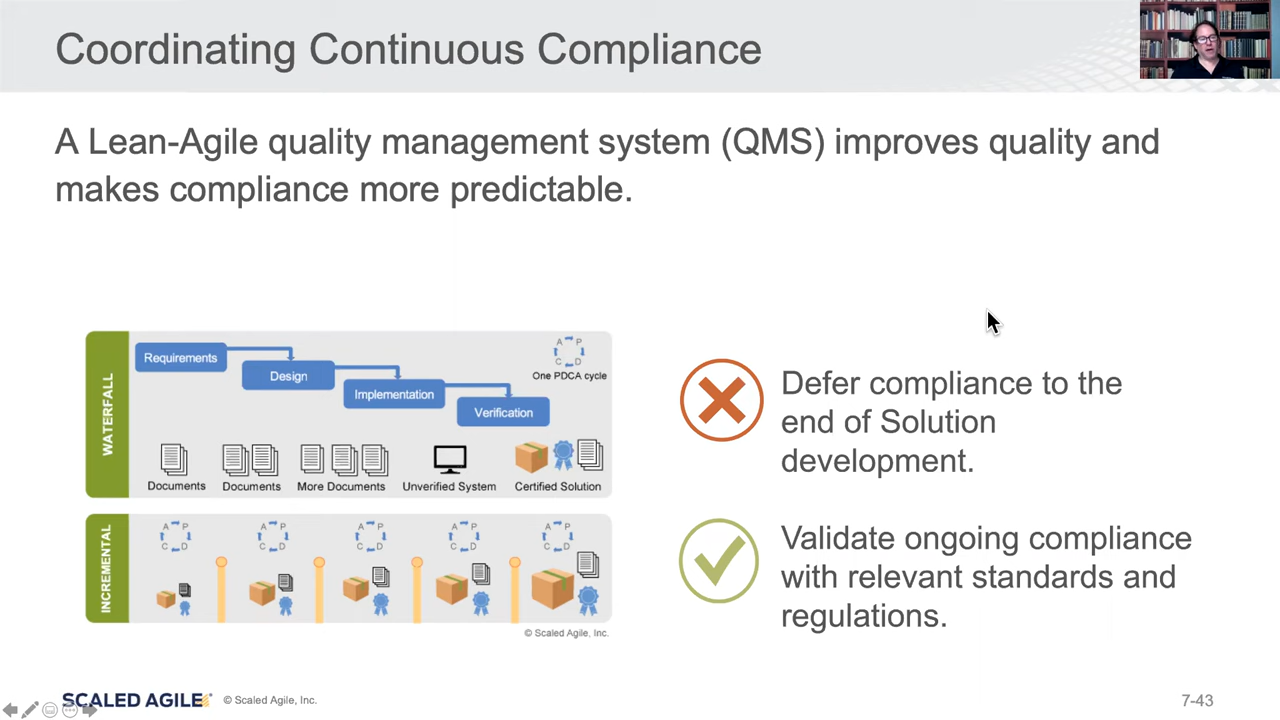 Coordinating Continuous Compliance
A Lean-Agile quality management system (QMS) improves quality and
makes compliance more predictable.
WATERFALL
Requirements
Design
Implementation
Verification
A P
C D
One PDCA cycle
Documents
Documents
More Documents
Unverified System
Certified Solution
INCREMENTAL
A P
C D
A P
C D
A P
C D
A P
C D
A P
C D
© Scaled Agile, Inc.
Defer compliance to the
end of Solution
development.
Validate ongoing compliance
with relevant standards and
regulations.
SCALED AGILE
© Scaled Agile, Inc.
7-43